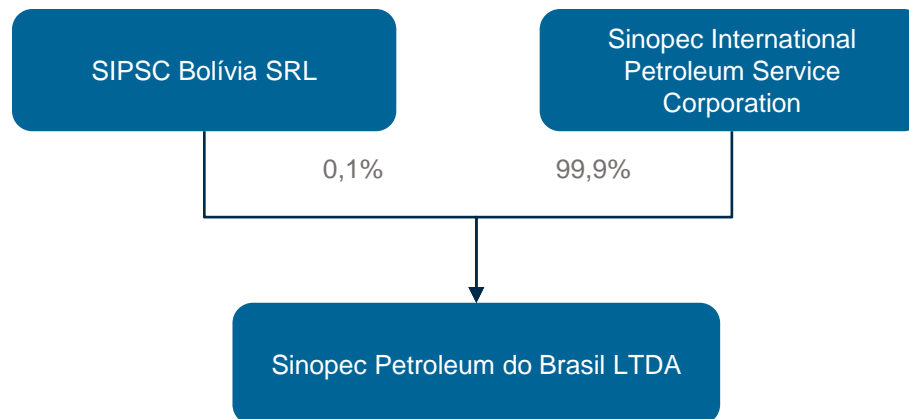 SIPSC Bolívia SRL
Sinopec International
Petroleum Service
Corporation
0,1%
99,9%
Sinopec Petroleum do Brasil LTDA